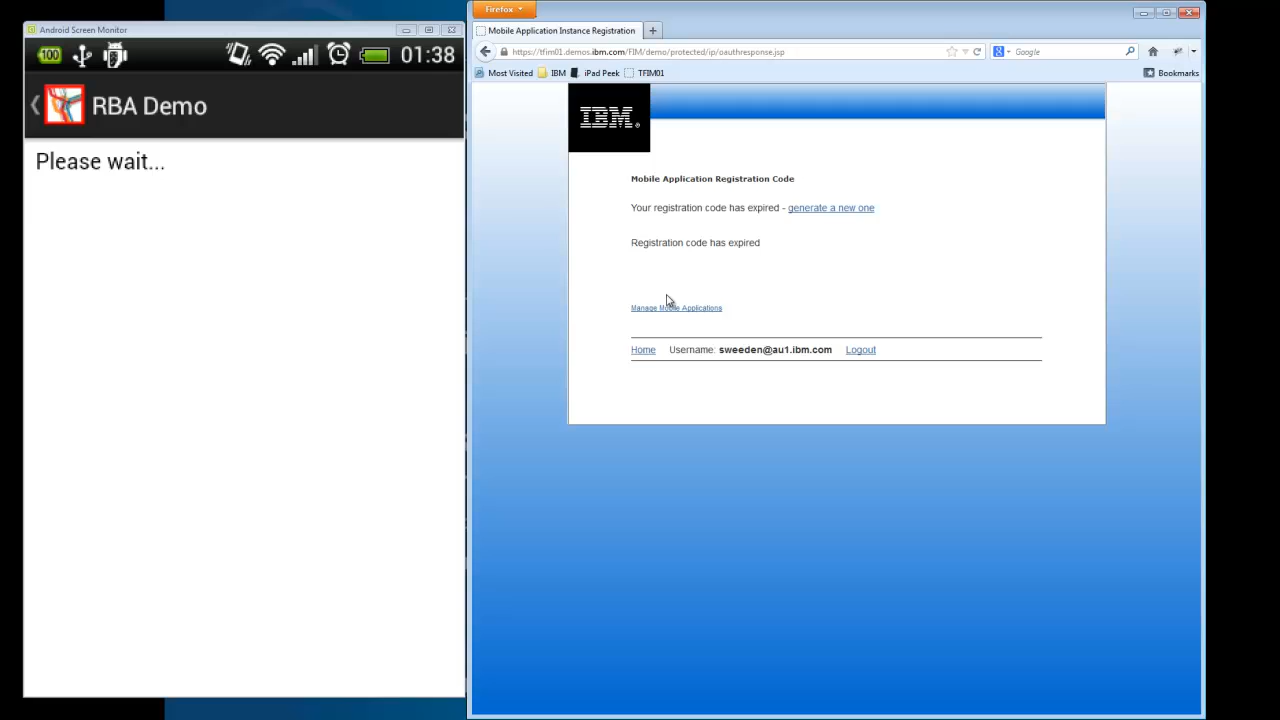 Android Screen Monitor
100
01:38
RBA Demo
Please wait...
Firefox
Mobile Application Instance Registration
https://tfim01.demos.ibm.com/FIM/demo/protected/ip/oauthresponse.jsp
Google
Most Visited IBM iPad Peek TFIM01
Bookmarks
IBM®
Mobile Application Registration Code
Your registration code has expired - generate a new one
Registration code has expired
Manage Mobile Applications
Home Username: sweeden@au1.ibm.com Logout